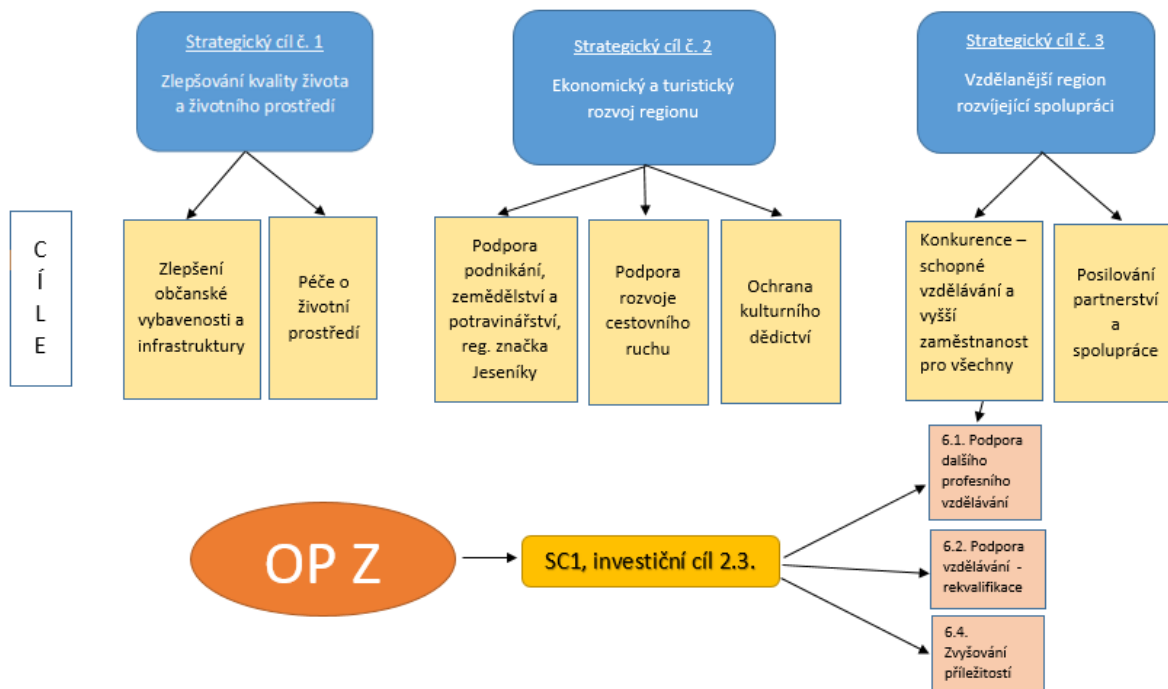 Strategický cíl č. 1
Zlepšování kvality života
a životního prostředí
Strategický cíl č. 2
Ekonomický a turistický
rozvoj regionu
Strategický cíl č. 3
Vzdělanější region
rozvíjející spolupráci
C
Í
L
E
Zlepšení
občanské
vybavenosti a
infrastruktury
Péče o
životní
prostředí
Podpora
podnikání,
zemědělství a
potravinářství,
reg. značka
Jeseníky
Podpora
rozvoje
cestovního
ruchu
Ochrana
kulturního
dědictví
Konkurence –
schopné
vzdělávání a
vyšší
zaměstnanost
pro všechny
Posilování
partnerství
a
spolupráce
6.1. Podpora
dalšího
profesního
vzdělávání
OP Z
SC1, investiční cíl 2.3.
6.2. Podpora
vzdělávání -
rekvalifikace
6.4.
Zvyšování
příležitostí